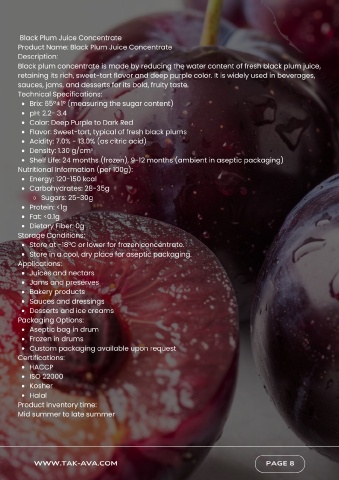 Black Plum Juice Concentrate
Product Name: Black Plum Juice Concentrate
Description:
Black plum concentrate is made by reducing the water content of fresh black plum juice,
retaining its rich, sweet-tart flavor and deep purple color. It is widely used in beverages,
sauces, jams, and desserts for its bold, fruity taste.
Technical Specifications:
• Brix: 65°±1° (measuring the sugar content)
• pH: 2.2- 3.4
• Color: Deep Purple to Dark Red
• Flavor: Sweet-tart, typical of fresh black plums
• Acidity: 7.0% - 13.0% (as citric acid)
• Density: 1.30 g/cm³
• Shelf Life: 24 months (frozen), 9-12 months (ambient in aseptic packaging)
Nutritional Information (per 100g):
• Energy: 120-150 kcal
• Carbohydrates: 28-35g
○ Sugars: 25-30g
• Protein: <1g
• Fat: <0.1g
• Dietary Fiber: 0g
Storage Conditions:
• Store at -18°C or lower for frozen concentrate.
• Store in a cool, dry place for aseptic packaging.
Applications:
• Juices and nectars
• Jams and preserves
• Bakery products
• Sauces and dressings
• Desserts and ice creams
Packaging Options:
• Aseptic bag in drum
• Frozen in drums
• Custom packaging available upon request
Certifications:
• HACCP
• ISO 22000
• Kosher
• Halal
Product Inventory time:
Mid summer to late summer
WWW.TAK-AVA.COM
PAGE 8